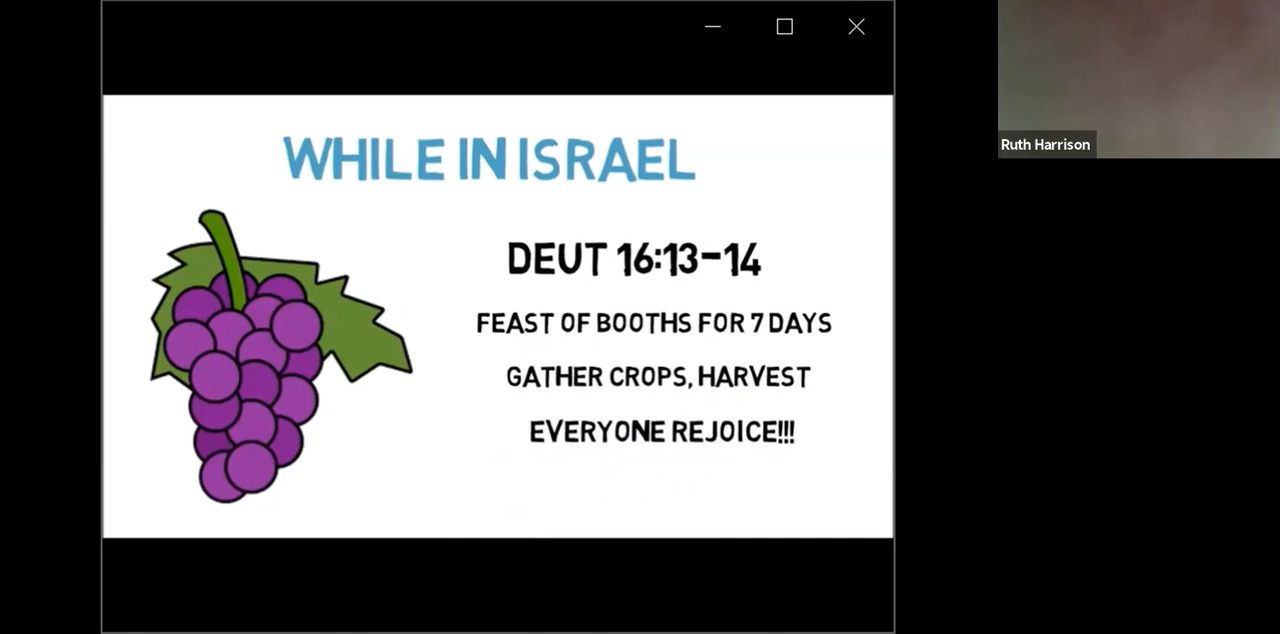 WHILE IN ISRAEL
DEUT 16:13-14
FEAST OF BOOTHS FOR 7 DAYS
GATHER CROPS, HARVEST
EVERYONE REJOICE!!!
Ruth Harrison